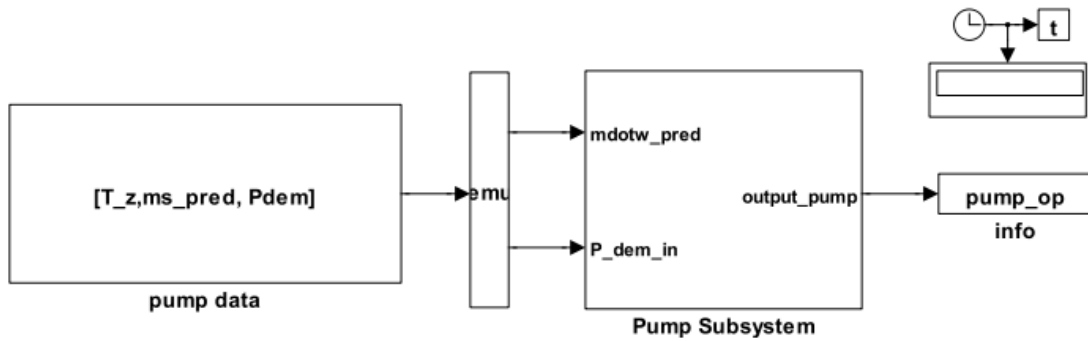 t
mdotw_pred
[T_z,ms_pred, Pdem]
emu
output_pump
pump_op
info
P_dem_in
pump data
Pump Subsystem